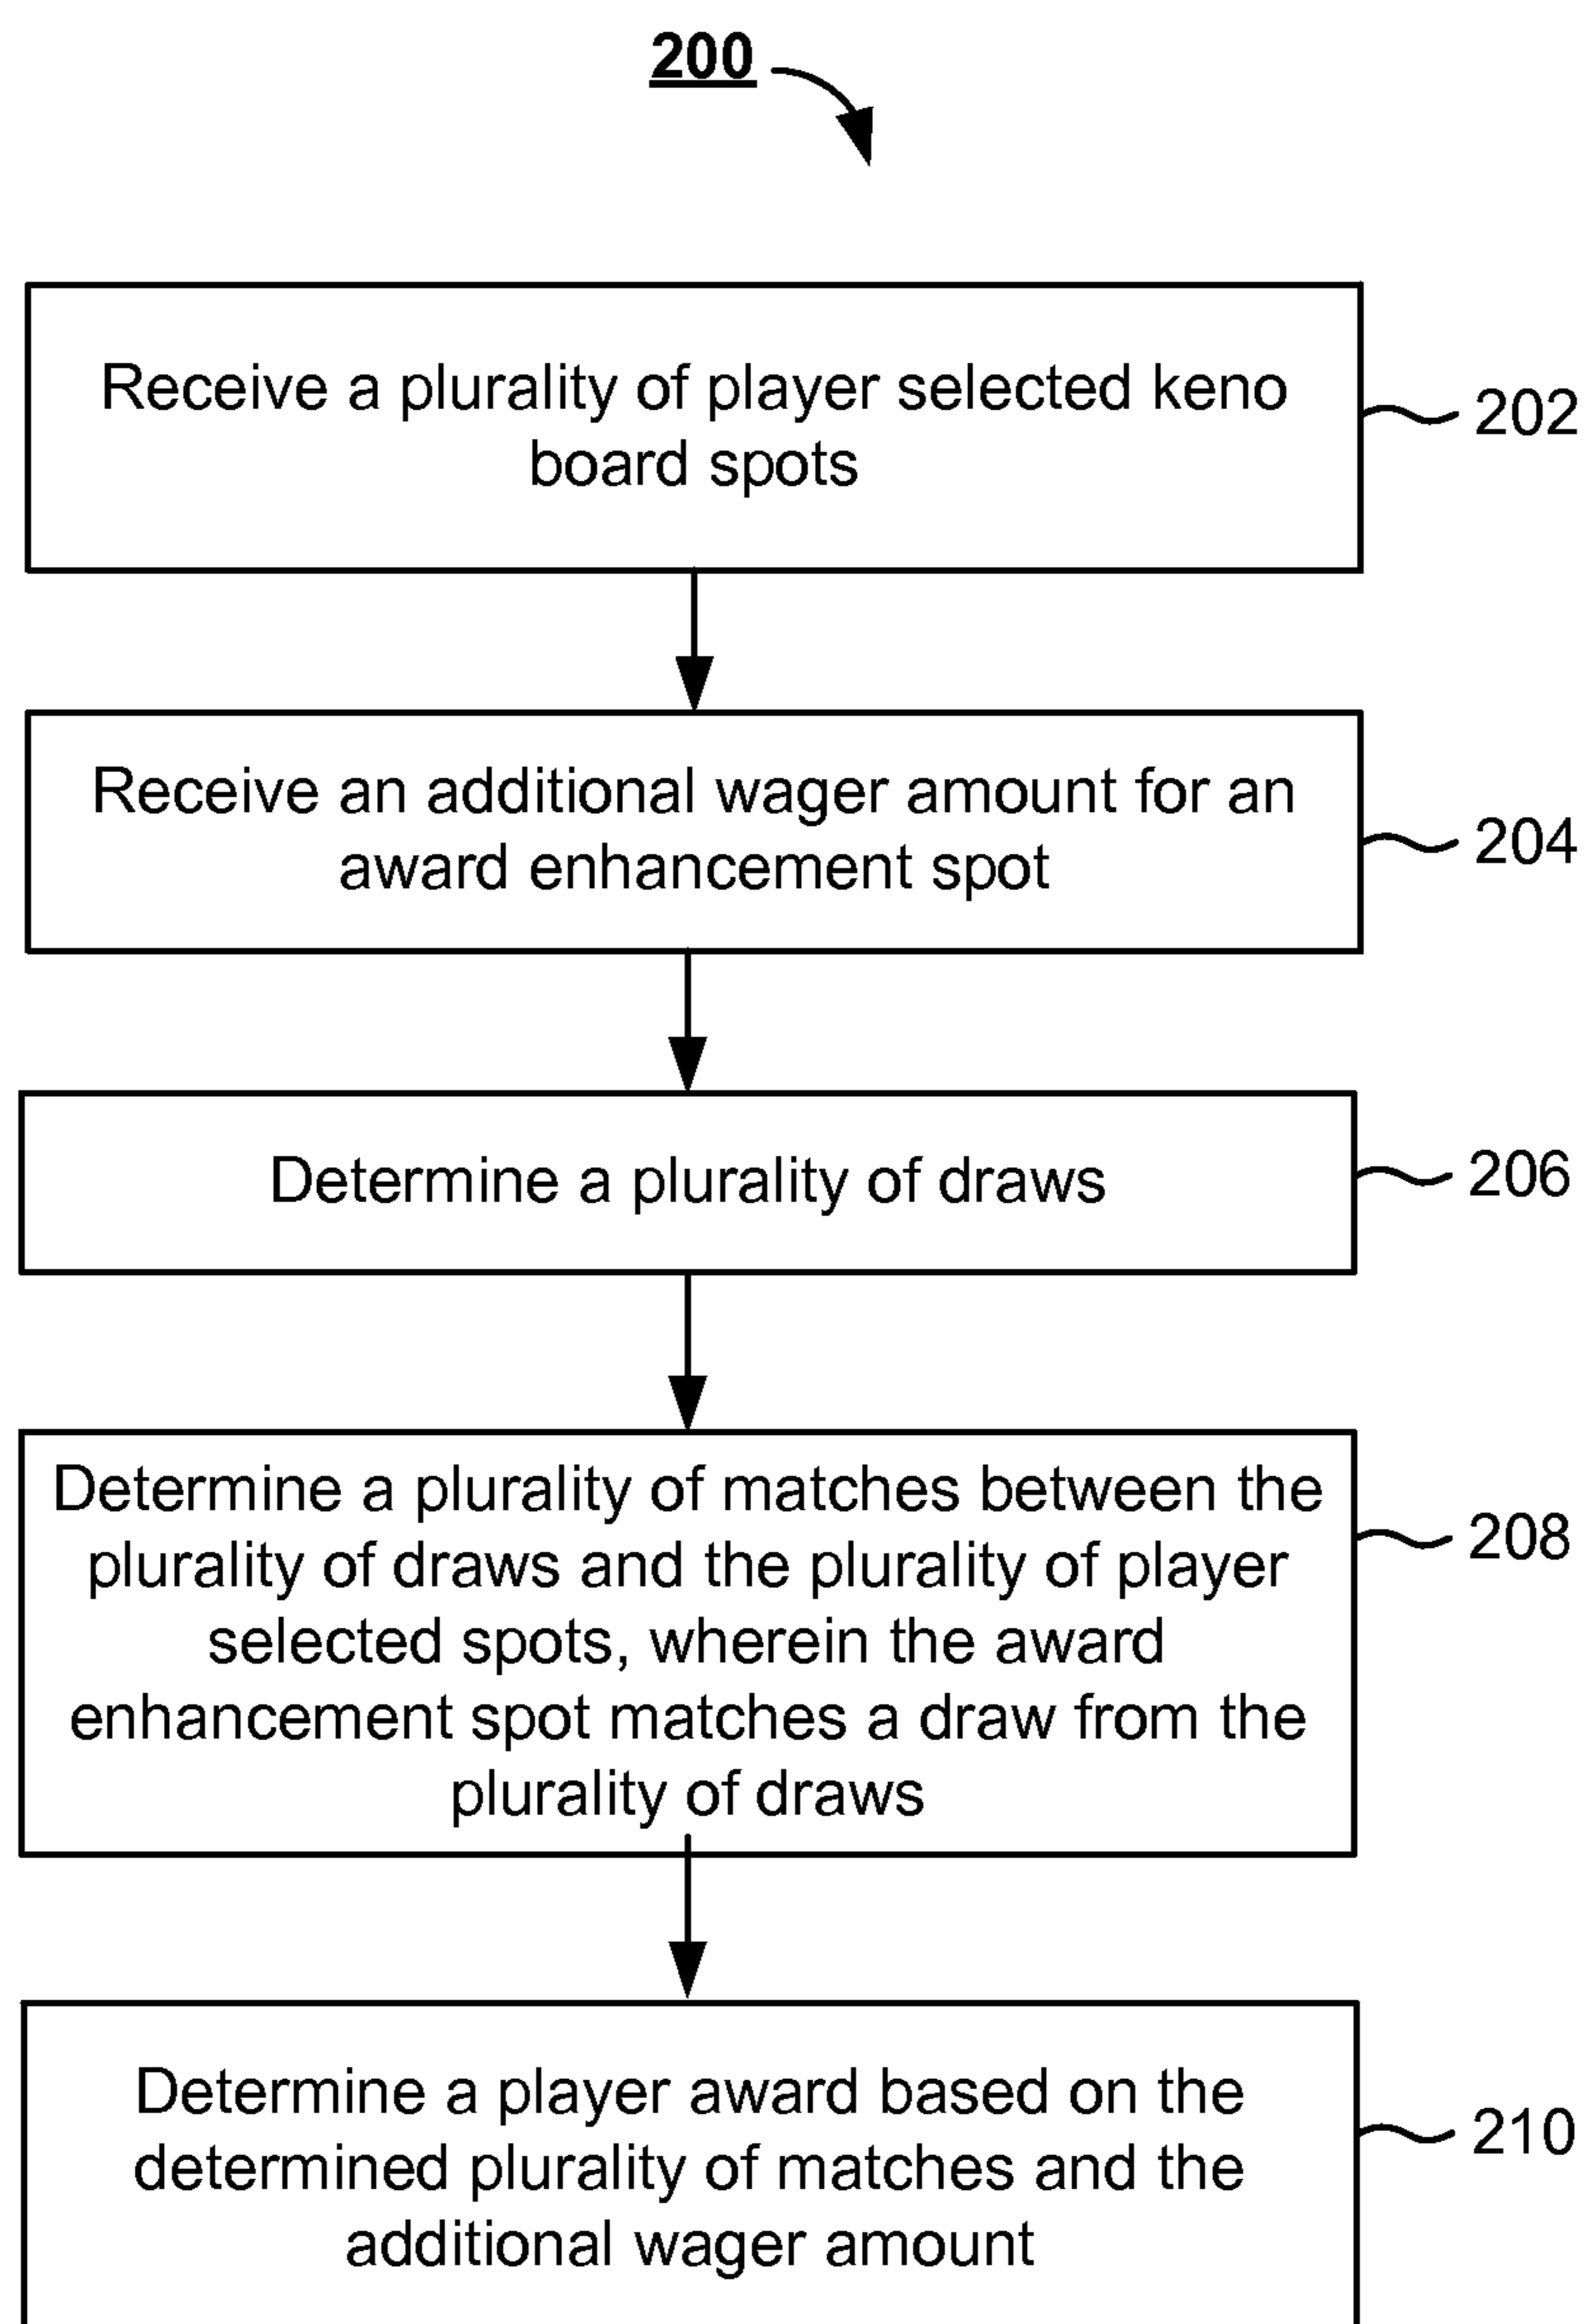 200
Receive a plurality of player selected keno
board spots
202
Receive an additional wager amount for an
award enhancement spot
204
Determine a plurality of draws
206
Determine a plurality of matches between the
plurality of draws and the plurality of player
selected spots, wherein the award
enhancement spot matches a draw from the
plurality of draws
208
Determine a player award based on the
determined plurality of matches and the
additional wager amount
210